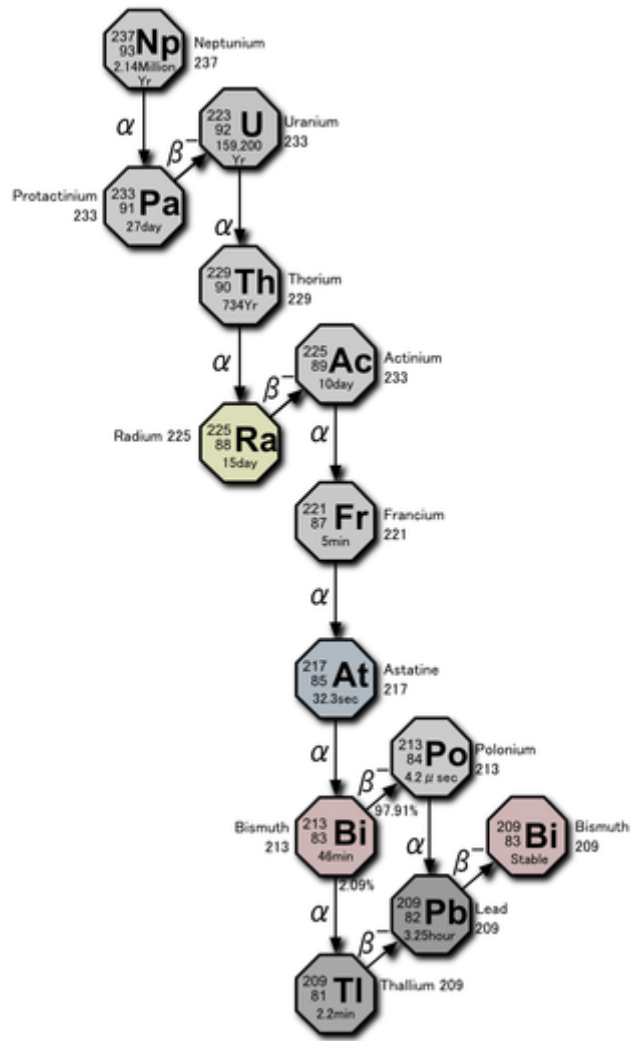 237
93 Np
2.14Million
Yr
Neptunium
237
α
β−
223
92 U
159,200
Yr
Uranium
233
Protactinium
233
233
91 Pa
27day
α
229
90 Th
734Yr
Thorium
229
α
β−
225
89 Ac
10day
Actinium
233
Radium 225
225
88 Ra
15day
α
221
87 Fr
5min
Francium
221
α
217
85 At
32.3sec
Astatine
217
α
β−
97.91%
213
84 Po
4.2 μ sec
Polonium
213
Bismuth
213
213
83 Bi
46min
2.09%
α
β−
209
83 Bi
Stable
Bismuth
209
α
β−
209
82 Pb
3.25hour
Lead
209
209
81 Tl
2.2min
Thallium 209